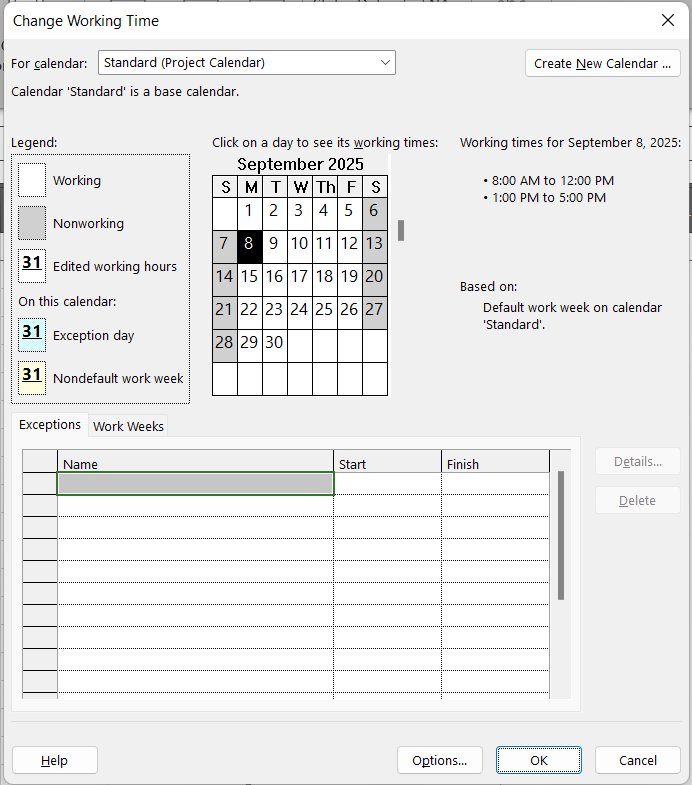 Change Working Time
For calendar: Standard (Project Calendar)
Create New Calendar ...
Calendar 'Standard' is a base calendar.
Legend:
Working
Nonworking
31 Edited working hours
On this calendar:
31 Exception day
31 Nondefault work week
Click on a day to see its working times:
September 2025
S M T W Th F S
1 2 3 4 5 6
7 8 9 10 11 12 13
14 15 16 17 18 19 20
21 22 23 24 25 26 27
28 29 30
Working times for September 8, 2025:
• 8:00 AM to 12:00 PM
• 1:00 PM to 5:00 PM
Based on:
Default work week on calendar
'Standard'.
Exceptions Work Weeks
Name Start Finish
Details...
Delete
Help Options... OK Cancel